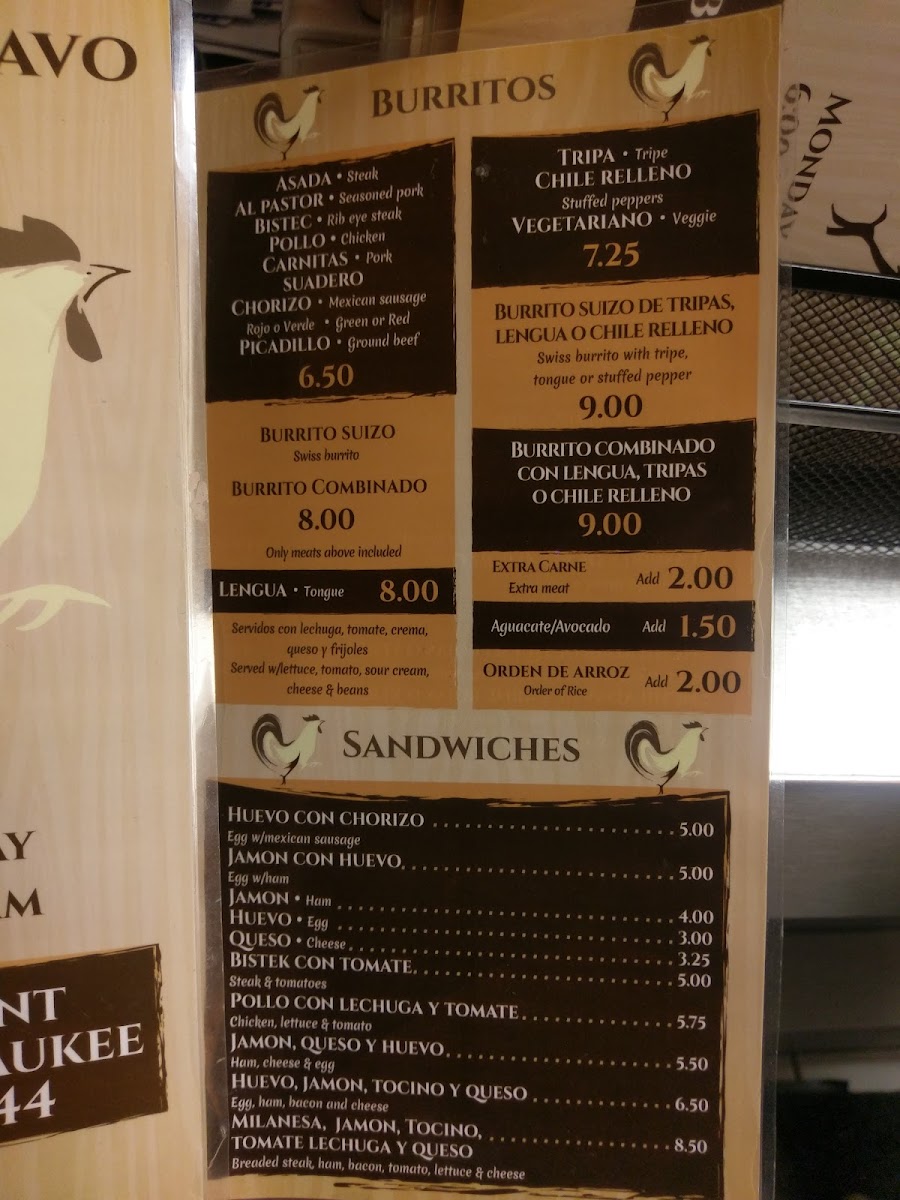 AVO
AY
AM
NT
AUKEE
44
BURRITOS
ASADA • Steak
AL PASTOR • Seasoned pork
BISTEC • Rib eye steak
POLLO • Chicken
CARNITAS • Pork
SUADERO
CHORIZO • Mexican sausage
Rojo o Verde • Green or Red
PICADILLO • Ground beef
6.50
BURRITO SUIZO
Swiss burrito
BURRITO COMBINADO
8.00
Only meats above included
LENGUA • Tongue 8.00
Servidos con lechuga, tomate, crema,
queso y frijoles
Served w/lettuce, tomato, sour cream,
cheese & beans
TRIPA • Tripe
CHILE RELLENO
Stuffed peppers
VEGETARIANO • Veggie
7.25
BURRITO SUIZO DE TRIPAS,
LENGUA O CHILE RELLENO
Swiss burrito with tripe,
tongue or stuffed pepper
9.00
BURRITO COMBINADO
CON LENGUA, TRIPAS
O CHILE RELLENO
9.00
EXTRA CARNE
Extra meat
Add 2.00
Aguacate/Avocado Add 1.50
ORDEN DE ARROZ
Order of Rice
Add 2.00
SANDWICHES
HUEVO CON CHORIZO 5.00
Egg w/mexican sausage
JAMON CON HUEVO 5.00
Egg w/ham
JAMON • Ham 4.00
HUEVO • Egg 3.00
QUESO • Cheese 3.25
BISTEK CON TOMATE 5.00
Steak & tomatoes
POLLO CON LECHUGA Y TOMATE 5.75
Chicken, lettuce & tomato
JAMON, QUESO Y HUEVO 5.50
Ham, cheese & egg
HUEVO, JAMON, TOCINO Y QUESO 6.50
Egg, ham, bacon and cheese
MILANESA, JAMON, TOCINO,
TOMATE LECHUGA Y QUESO 8.50
Breaded steak, ham, bacon, tomato, lettuce & cheese
B
MONDAY
6:00